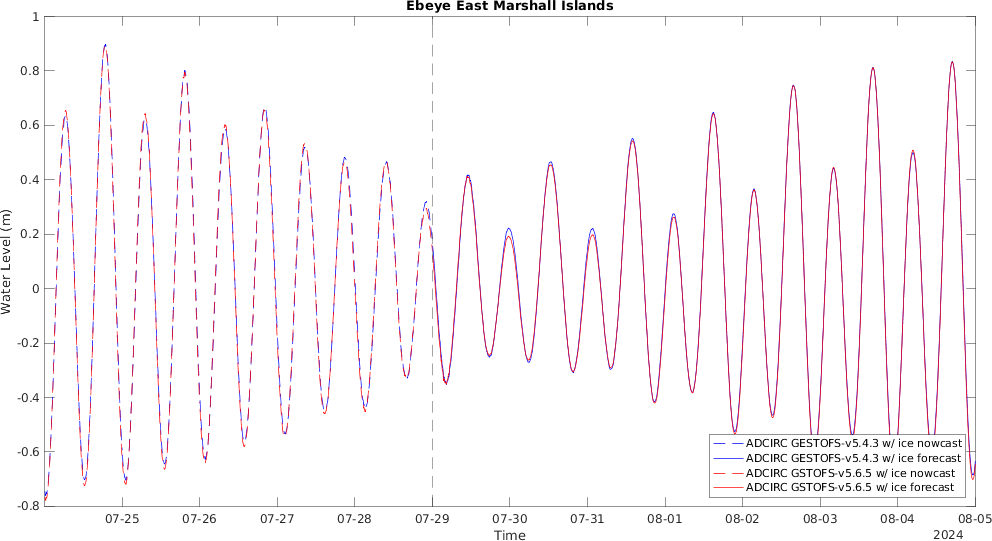 Ebeye East Marshall Islands
1
0.8
0.6
0.4
0.2
0
-0.2
-0.4
-0.6
-0.8
Water Level (m)
ADCIRC GESTOFS-v5.4.3 w/ ice nowcast
ADCIRC GESTOFS-v5.4.3 w/ ice forecast
ADCIRC GSTOFS-v5.6.5 w/ ice nowcast
ADCIRC GSTOFS-v5.6.5 w/ ice forecast
07-25 07-26 07-27 07-28 07-29 07-30 07-31 08-01 08-02 08-03 08-04 08-05
Time
2024